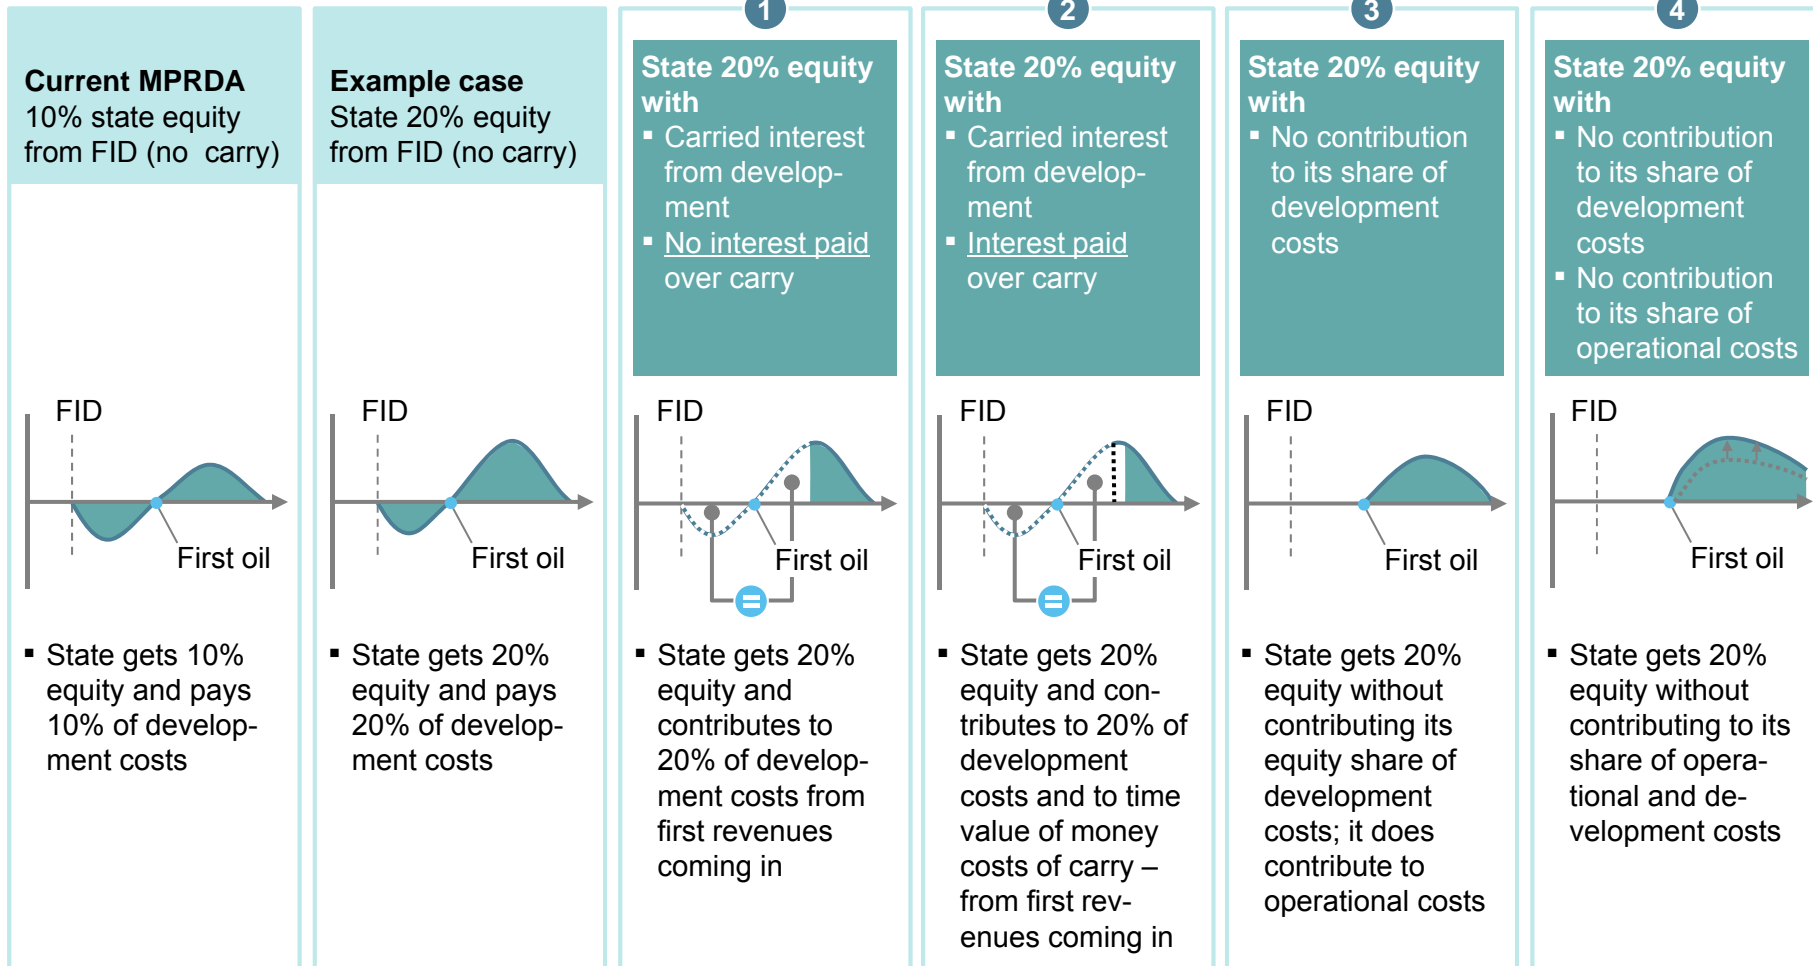 Current MPRDA
10% state equity
from FID (no carry)
FID
First oil
▪ State gets 10%
equity and pays
10% of develop-
ment costs
Example case
State 20% equity
from FID (no carry)
FID
First oil
▪ State gets 20%
equity and pays
20% of develop-
ment costs
1
State 20% equity
with
▪ Carried interest
from develop-
ment
▪ No interest paid
over carry
FID
First oil
=
▪ State gets 20%
equity and
contributes to
20% of develop-
ment costs from
first revenues
coming in
2
State 20% equity
with
▪ Carried interest
from develop-
ment
▪ Interest paid
over carry
FID
First oil
=
▪ State gets 20%
equity and con-
tributes to 20% of
development
costs and to time
value of money
costs of carry –
from first rev-
enues coming in
3
State 20% equity
with
▪ No contribution
to its share of
development
costs
FID
First oil
▪ State gets 20%
equity without
contributing its
equity share of
development
costs; it does
contribute to
operational costs
4
State 20% equity
with
▪ No contribution
to its share of
development
costs
▪ No contribution
to its share of
operational costs
FID
First oil
▪ State gets 20%
equity without
contributing to its
share of opera-
tional and de-
velopment costs